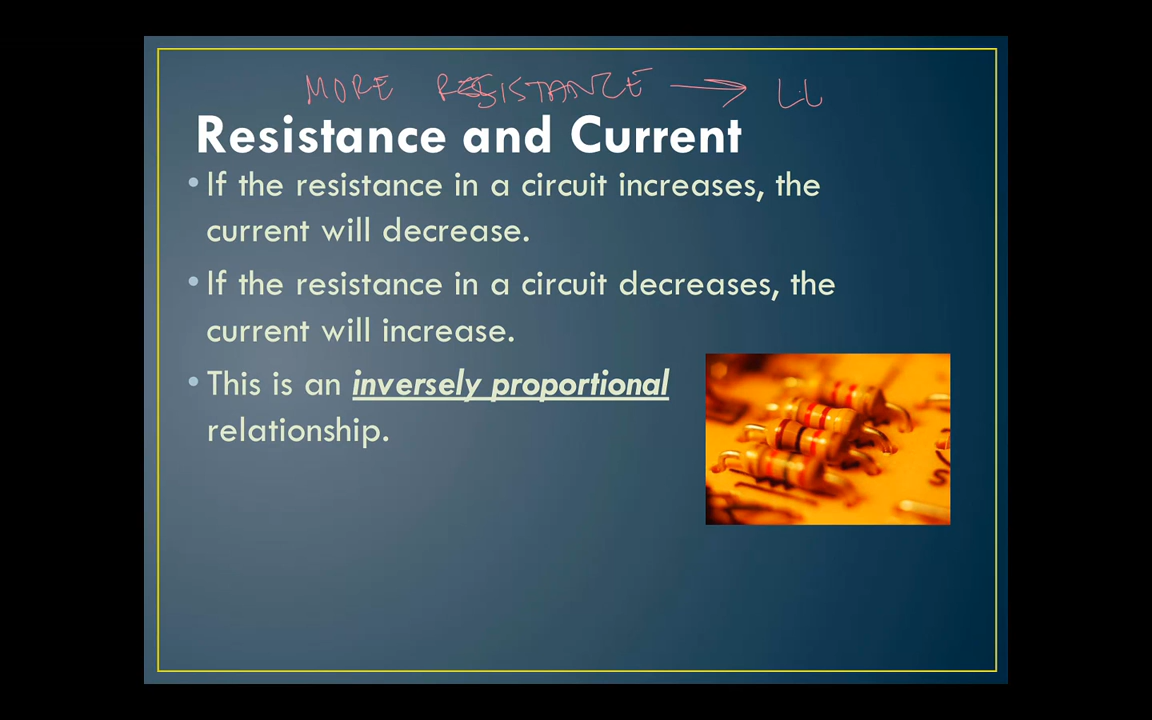 MORE RESISTANCE → LL
Resistance and Current
• If the resistance in a circuit increases, the
current will decrease.
• If the resistance in a circuit decreases, the
current will increase.
• This is an inversely proportional
relationship.